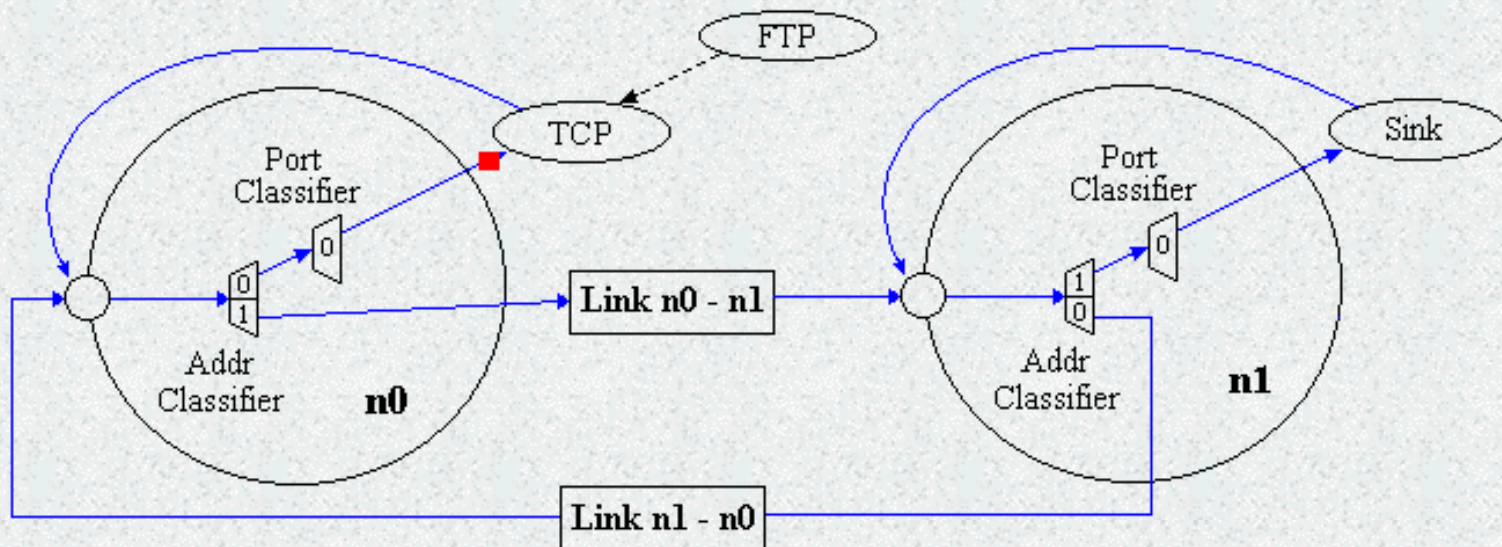 FTP
TCP
Sink
Port
Classifier
0
0
1
Addr
Classifier
n0
Link n0 - n1
Port
Classifier
0
1
0
Addr
Classifier
n1
Link n1 - n0